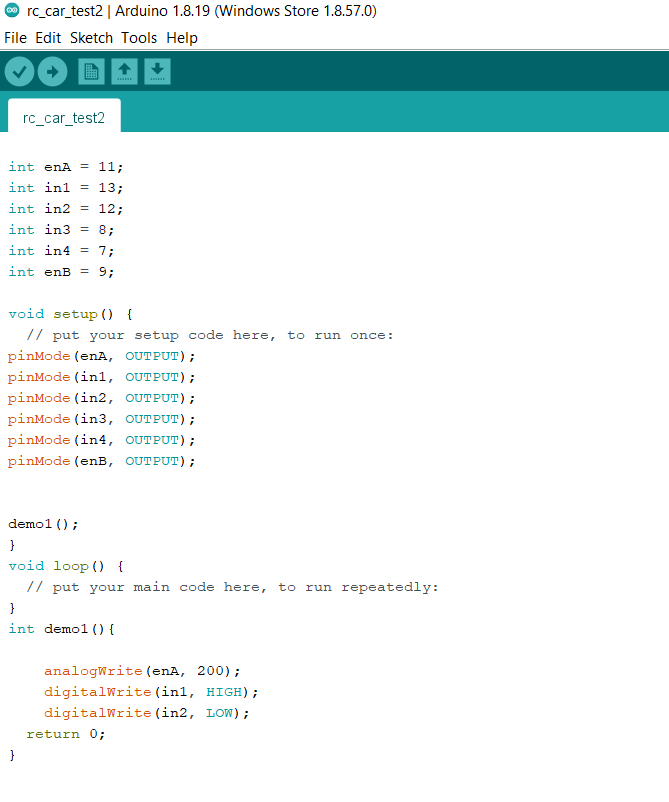 rc_car_test2 | Arduino 1.8.19 (Windows Store 1.8.57.0)
File Edit Sketch Tools Help
rc_car_test2
int enA = 11;
int in1 = 13;
int in2 = 12;
int in3 = 8;
int in4 = 7;
int enB = 9;
void setup() {
  // put your setup code here, to run once:
pinMode(enA, OUTPUT);
pinMode(in1, OUTPUT);
pinMode(in2, OUTPUT);
pinMode(in3, OUTPUT);
pinMode(in4, OUTPUT);
pinMode(enB, OUTPUT);
demo1();
}
void loop() {
  // put your main code here, to run repeatedly:
}
int demo1(){
    analogWrite(enA, 200);
    digitalWrite(in1, HIGH);
    digitalWrite(in2, LOW);
  return 0;
}